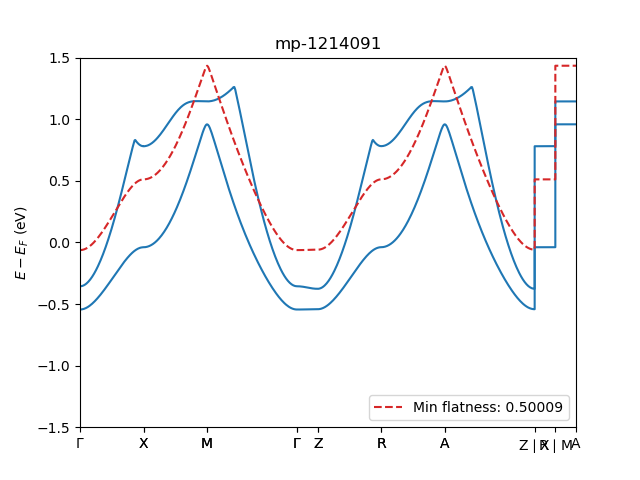 mp-1214091
1.5
1.0
0.5
0.0
−0.5
−1.0
−1.5
E − E_F (eV)
Min flatness: 0.50009
Γ X M Γ Z R A Z | X R | M A